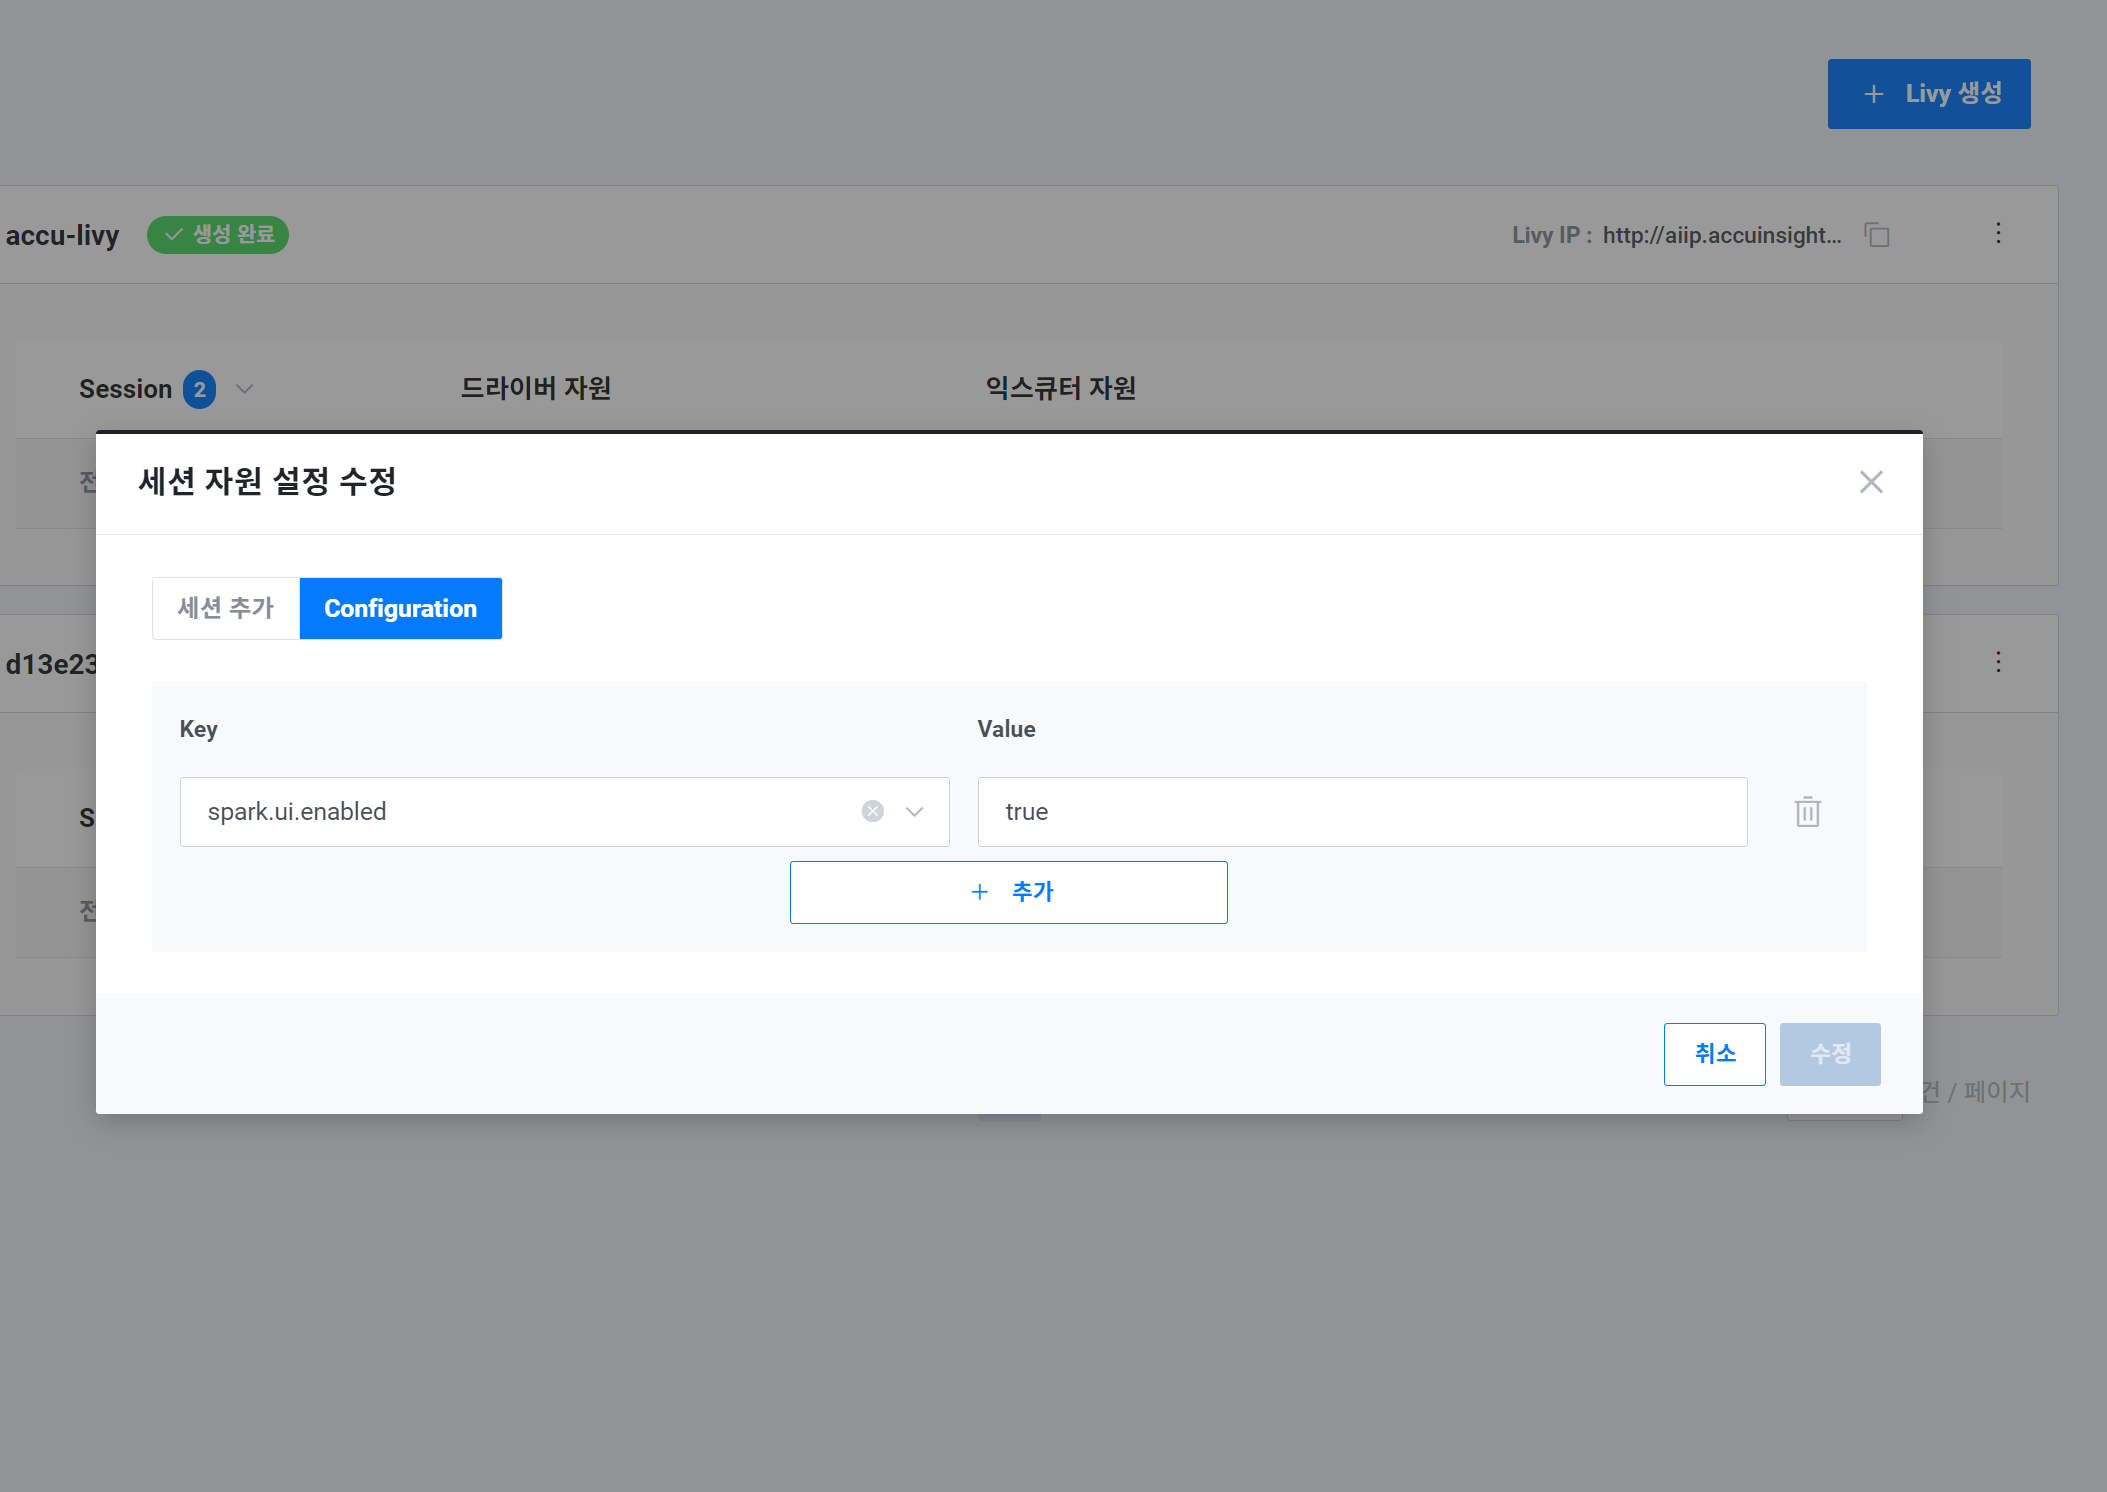 Livy 생성
accu-livy
생성 완료
Livy IP : http://aiip.accuinsight...
Session 2
드라이버 자원
익스큐터 자원
세션 자원 설정 수정
세션 추가
Configuration
d13e23
Key
Value
spark.ui.enabled
true
추가
취소
수정
건 / 페이지